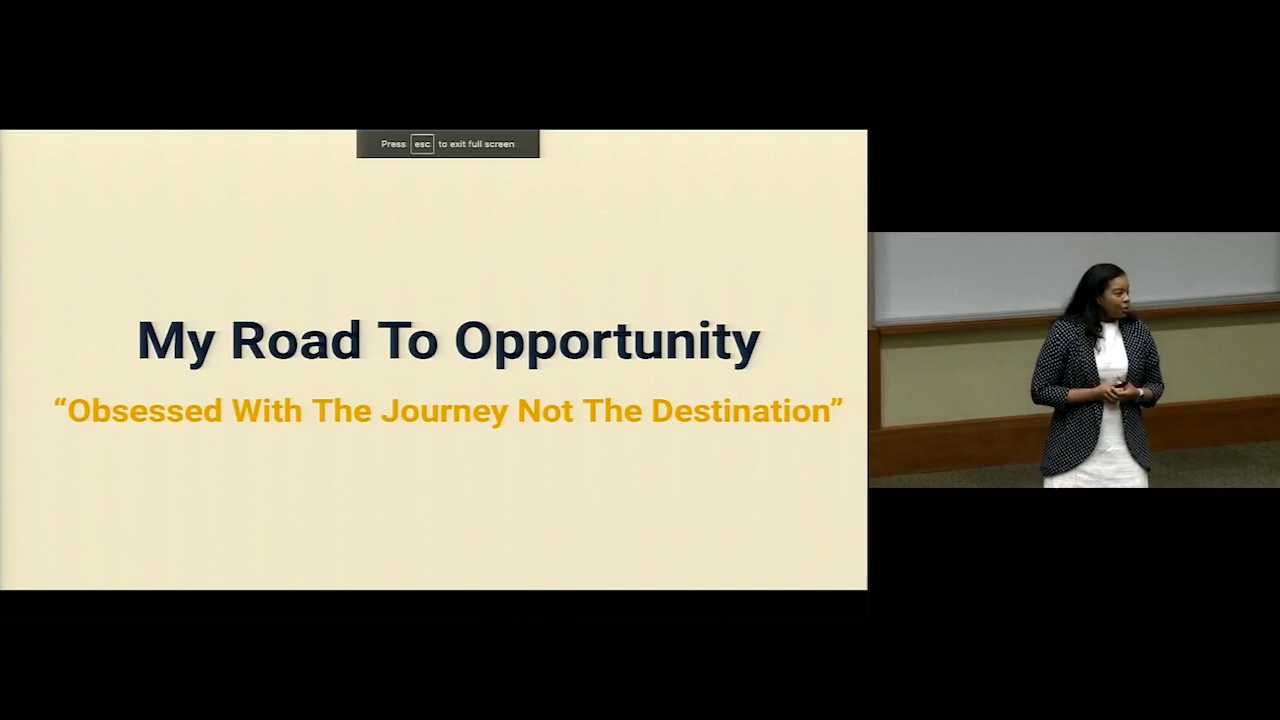 Press esc to exit full screen
My Road To Opportunity
“Obsessed With The Journey Not The Destination”